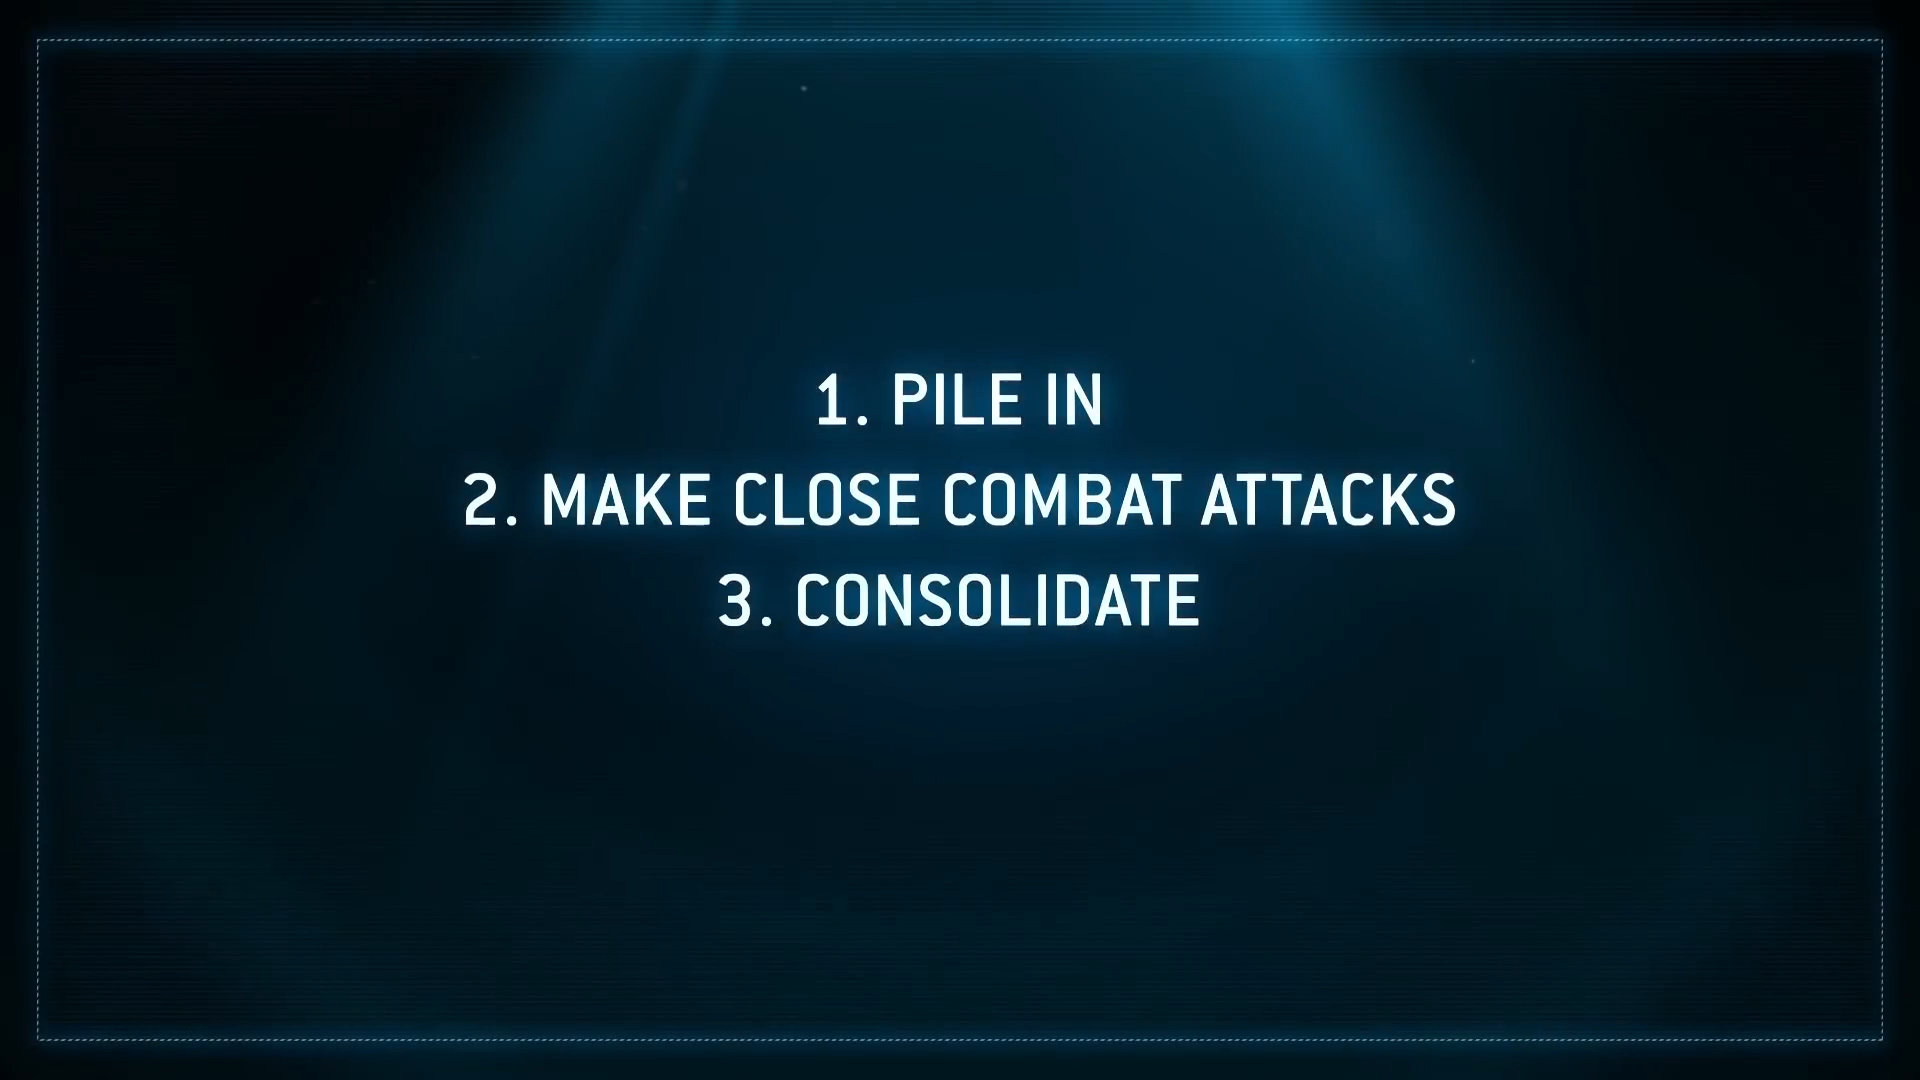 1. PILE IN
2. MAKE CLOSE COMBAT ATTACKS
3. CONSOLIDATE